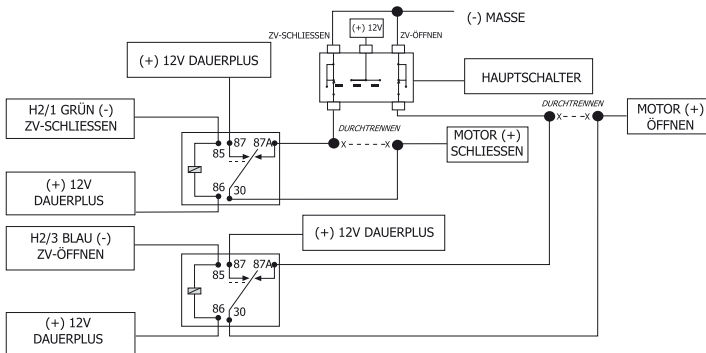 (-) MASSE
(+) 12V
ZV-SCHLIESSEN
ZV-ÖFFNEN
(+) 12V DAUERPLUS
HAUPTSCHALTER
H2/1 GRÜN (-)
ZV-SCHLIESSEN
DURCHTRENNEN
X - - - - X
MOTOR (+)
ÖFFNEN
DURCHTRENNEN
X - - - - - X
MOTOR (+)
SCHLIESSEN
87 87A
85
86
30
(+) 12V
DAUERPLUS
(+) 12V DAUERPLUS
H2/3 BLAU (-)
ZV-ÖFFNEN
87 87A
85
86
30
(+) 12V
DAUERPLUS